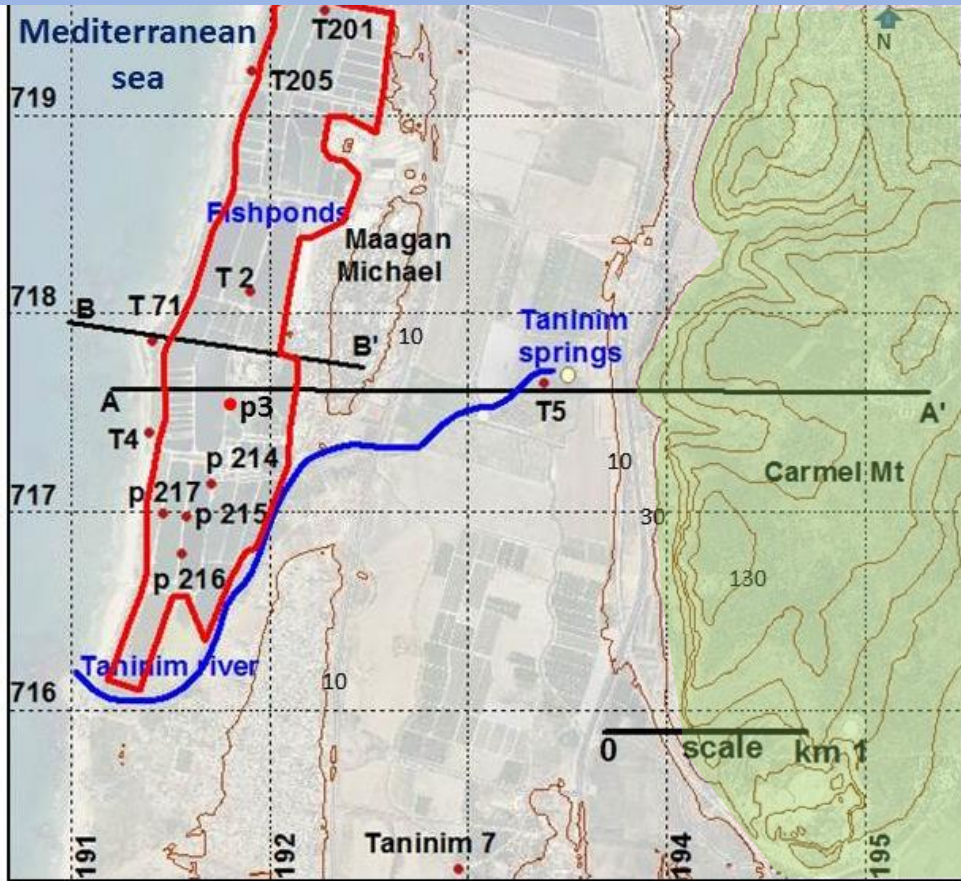 Mediterranean
sea
N
T201
T205
719
Fishponds
Maagan
Michael
T 2
718
B
T 71
B'
10
Taninim
springs
A
p3
T5
A'
T4
p 214
10
Carmel Mt
p 217
717
p 215
30
p 216
130
Taninim river
10
716
0
scale
km 1
Taninim 7
191
192
194
195